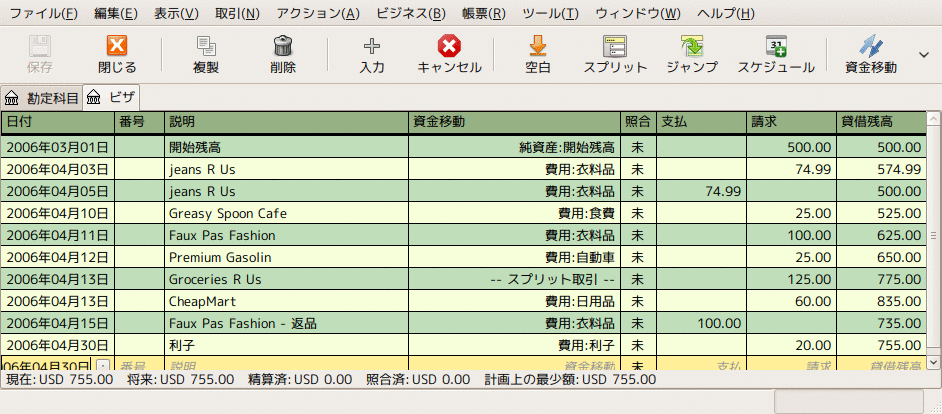 ファイル(F) 編集(E) 表示(V) 取引(N) アクション(A) ビジネス(B) 帳票(R) ツール(T) ウィンドウ(W) ヘルプ(H)
保存 閉じる 複製 削除 入力 キャンセル 空白 スプリット ジャンプ スケジュール 資金移動
勘定科目 ビザ
日付 番号 説明 資金移動 照合 支払 請求 貸借残高
2006年03月01日 開始残高 純資産:開始残高 未 500.00 500.00
2006年04月03日 jeans R Us 費用:衣料品 未 74.99 574.99
2006年04月05日 jeans R Us 費用:衣料品 未 74.99 500.00
2006年04月10日 Greasy Spoon Cafe 費用:食費 未 25.00 525.00
2006年04月11日 Faux Pas Fashion 費用:衣料品 未 100.00 625.00
2006年04月12日 Premium Gasolin 費用:自動車 未 25.00 650.00
2006年04月13日 Groceries R Us -- スプリット取引 -- 未 125.00 775.00
2006年04月13日 CheapMart 費用:日用品 未 60.00 835.00
2006年04月15日 Faux Pas Fashion - 返品 費用:衣料品 未 100.00 735.00
2006年04月30日 利子 費用:利子 未 20.00 755.00
06年04月30日 番号 説明 資金移動 未 支払 請求 貸借残高
現在: USD 755.00 将来: USD 755.00 精算済: USD 0.00 照合済: USD 0.00 計画上の最少額: USD 755.00